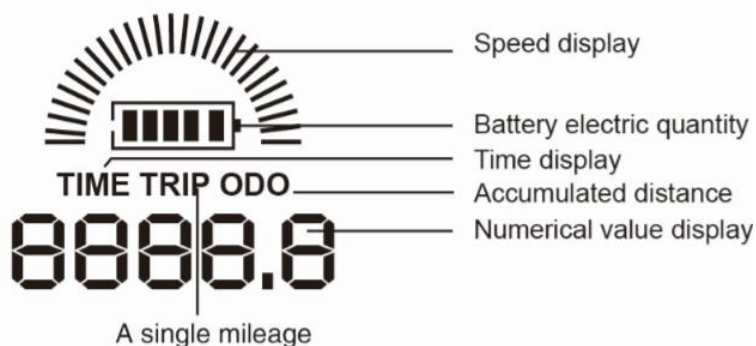 Speed display
Battery electric quantity
Time display
TIME TRIP ODO
Accumulated distance
8888.8
Numerical value display
A single mileage